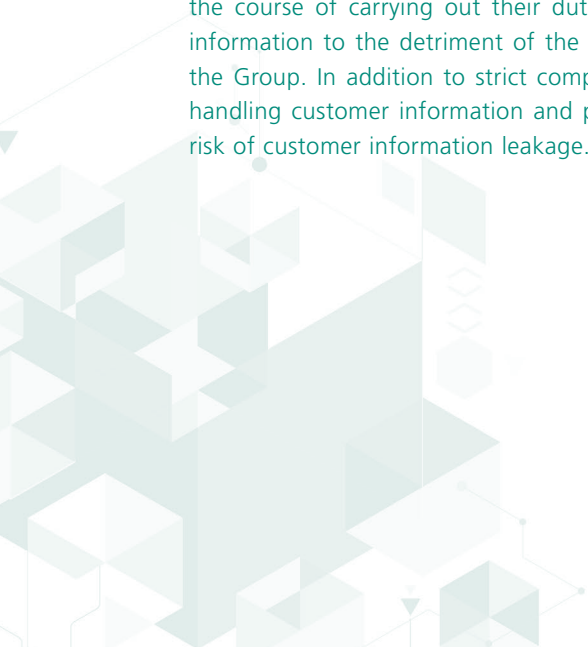 the course of carrying out their dut
information to the detriment of the
the Group. In addition to strict comp
handling customer information and p
risk of customer information leakage.